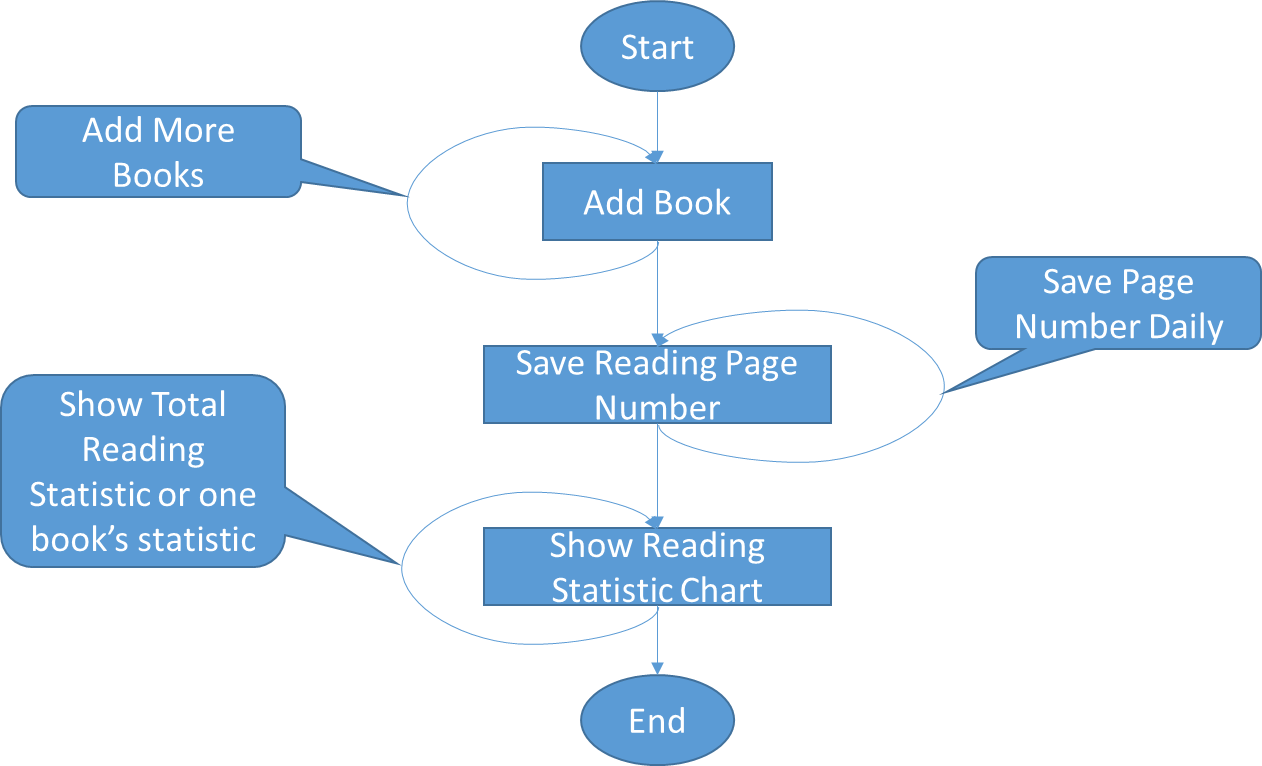 Start
Add More
Books
Add Book
Save Page
Number Daily
Save Reading Page
Number
Show Total
Reading
Statistic or one
book’s statistic
Show Reading
Statistic Chart
End